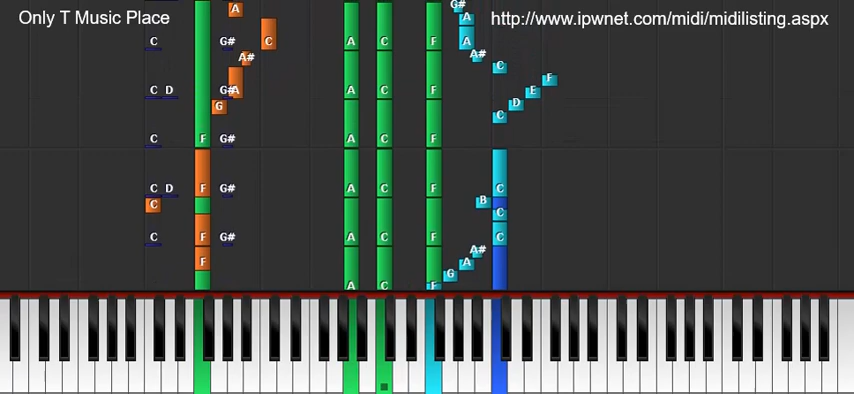 Only T Music Place
http://www.ipwnet.com/midi/midilisting.aspx
A G#
A
C G# C A C F A
A# A#
C
F
C D G# A A C F E
G D
C
C F G# A C F
C D F G# A C F C
C B
C
C F G# A C F C
A#
F A
G
A C F